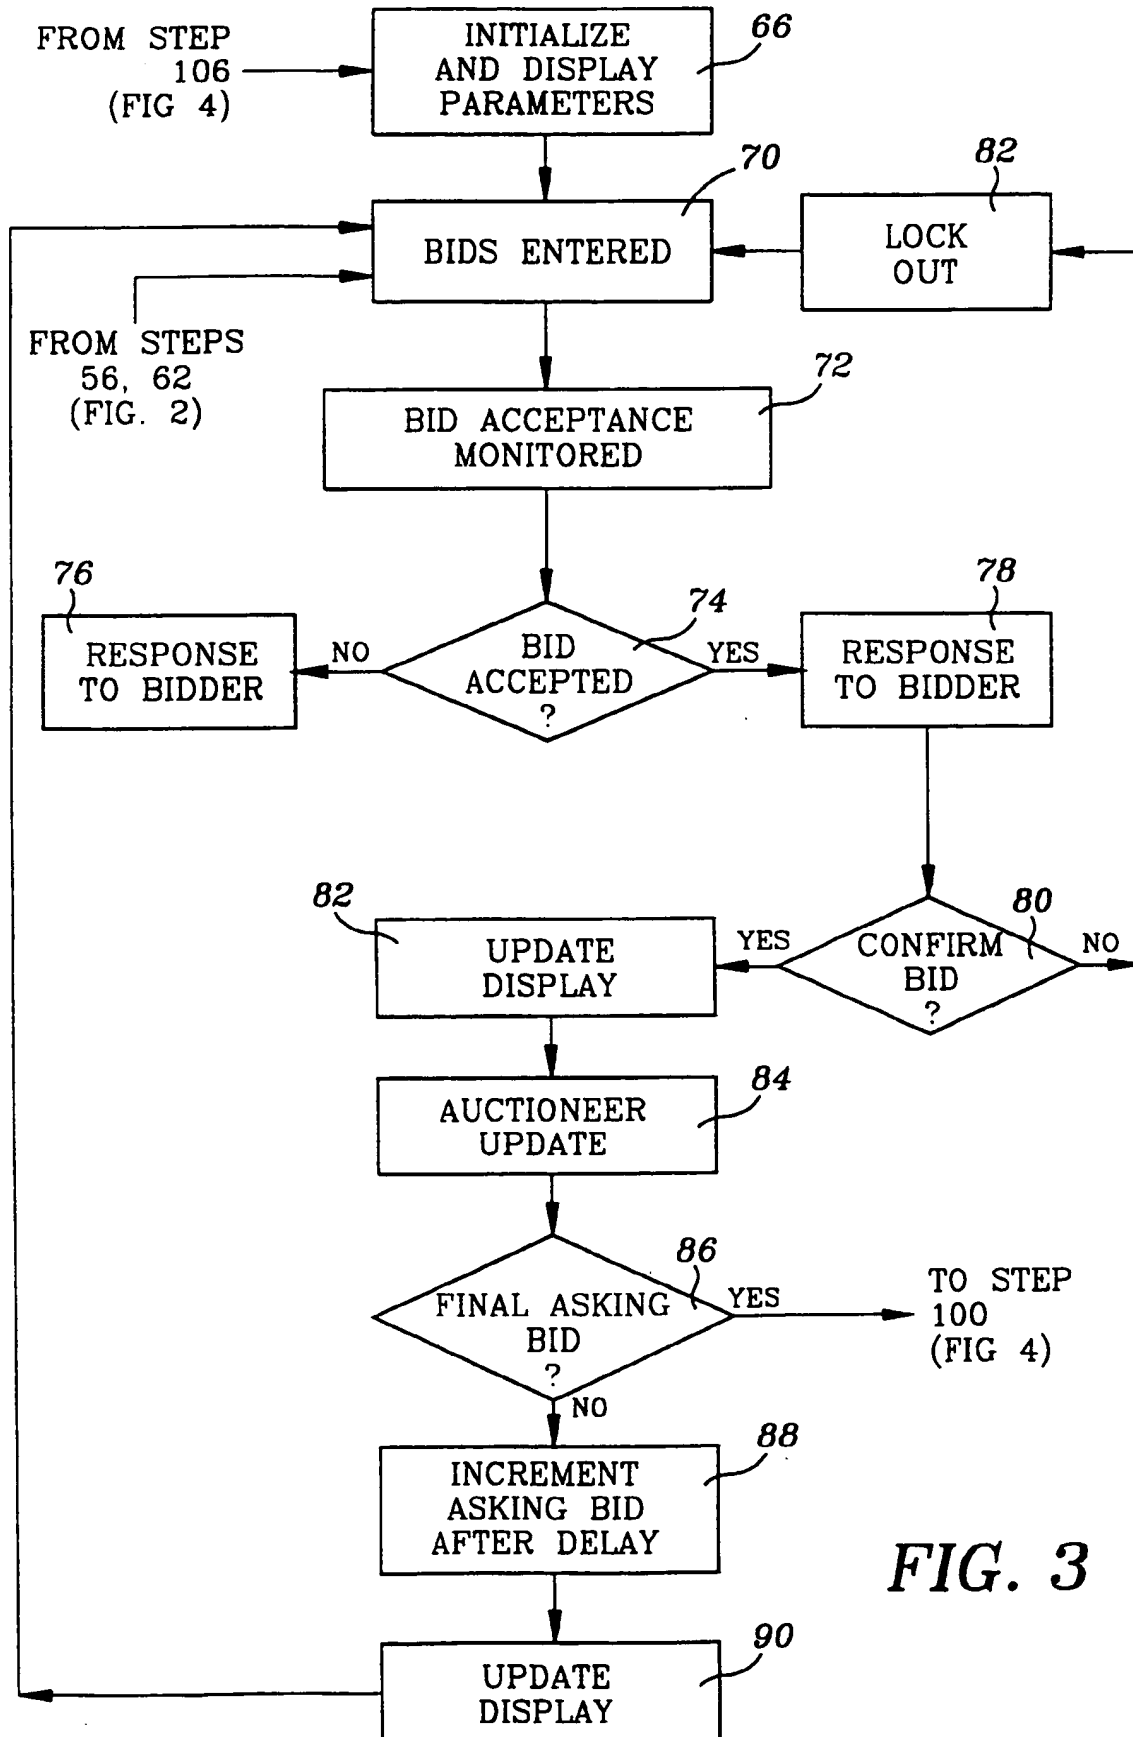 FROM STEP
106
(FIG 4)
INITIALIZE
AND DISPLAY
PARAMETERS
66
70
82
BIDS ENTERED
LOCK
OUT
FROM STEPS
56, 62
(FIG. 2)
72
BID ACCEPTANCE
MONITORED
76
74
78
RESPONSE
TO BIDDER
NO
BID
ACCEPTED
?
YES
RESPONSE
TO BIDDER
82
UPDATE
DISPLAY
YES
80
CONFIRM
BID
?
NO
84
AUCTIONEER
UPDATE
86
FINAL ASKING
BID
?
YES
TO STEP
100
(FIG 4)
NO
88
INCREMENT
ASKING BID
AFTER DELAY
FIG. 3
90
UPDATE
DISPLAY